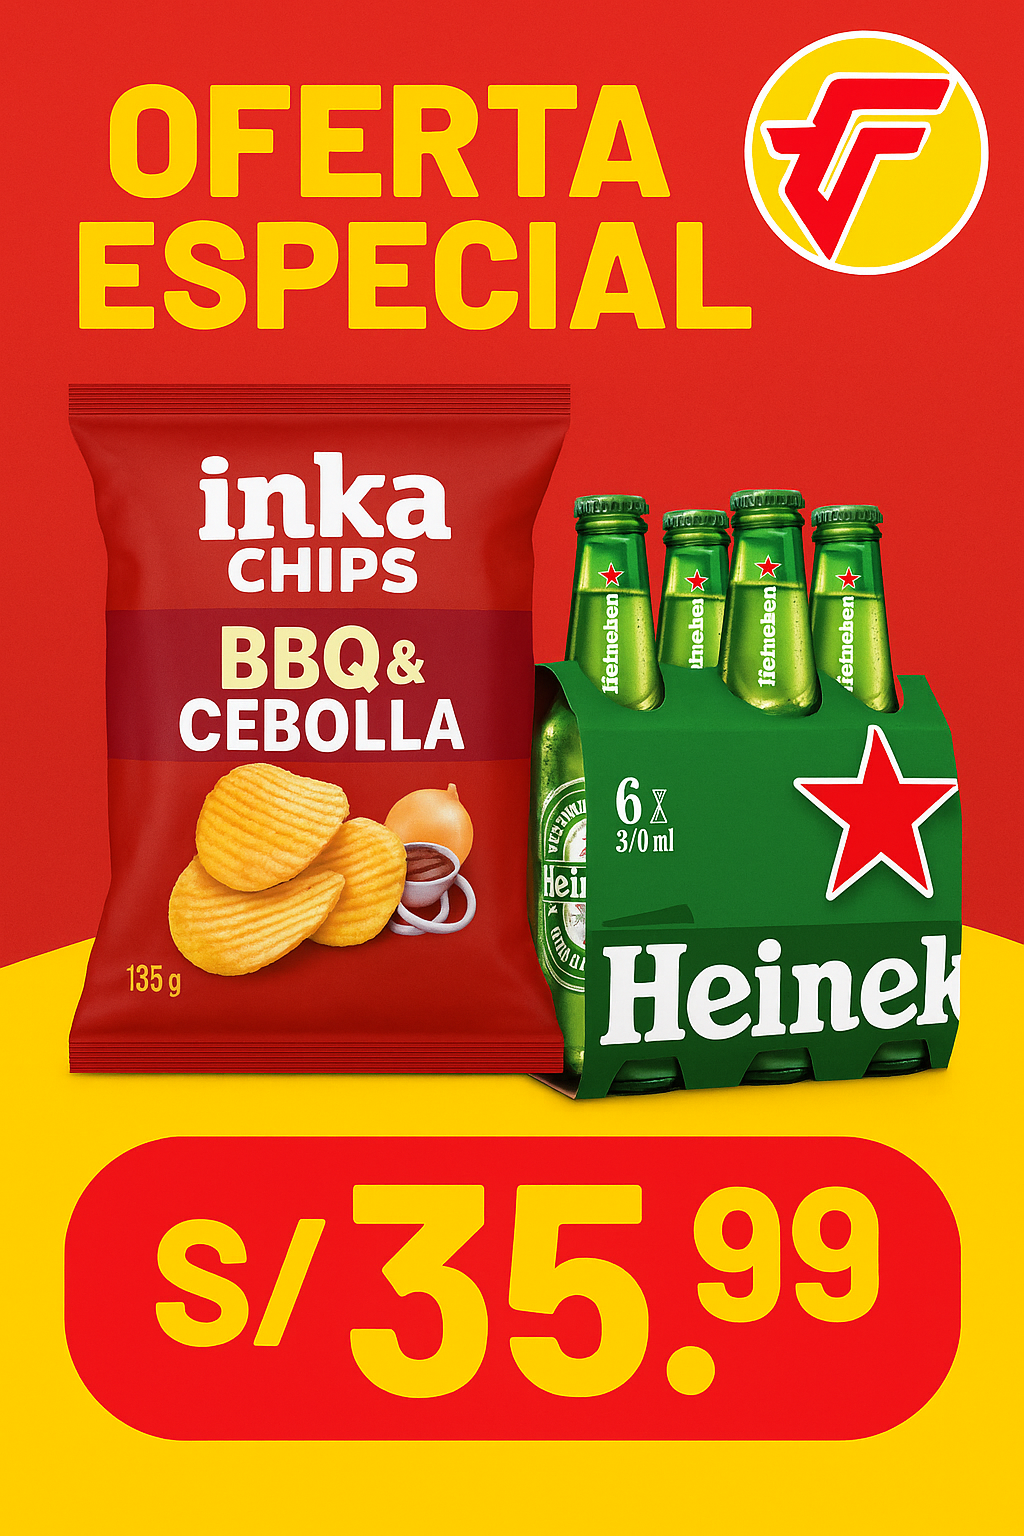 OFERTA
ESPECIAL
inka
CHIPS
BBQ &
CEBOLLA
135 g
6
3/0 ml
Heinek
S/35.99